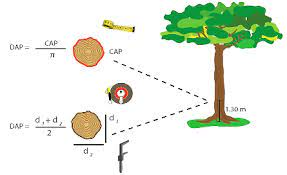 DAP = CAP / π
CAP
1.30 m
DAP = d₁ + d₂ / 2
d₁
d₂